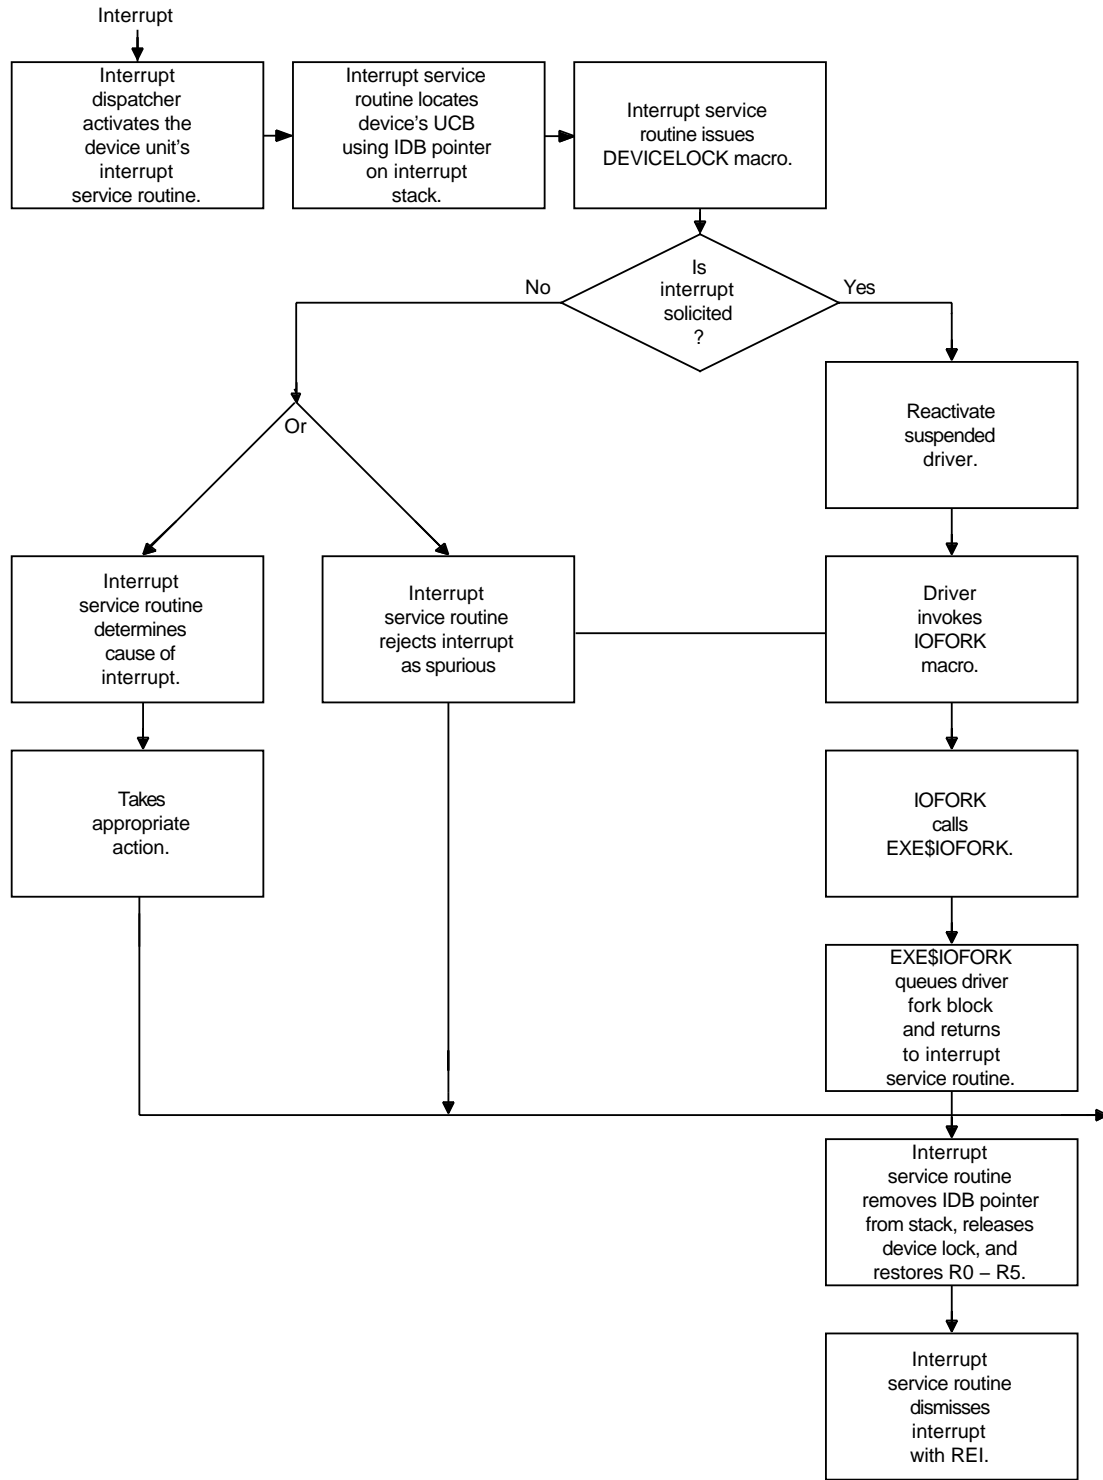 Interrupt
Interrupt
dispatcher
activates the
device unit's
interrupt
service routine.
Interrupt service
routine locates
device's UCB
using IDB pointer
on interrupt
stack.
Interrupt service
routine issues
DEVICELOCK macro.
Is
interrupt
solicited
?
No
Yes
Reactivate
suspended
driver.
Or
Interrupt
service routine
determines
cause of
interrupt.
Interrupt
service routine
rejects interrupt
as spurious
Driver
invokes
IOFORK
macro.
Takes
appropriate
action.
IOFORK
calls
EXE$IOFORK.
EXE$IOFORK
queues driver
fork block
and returns
to interrupt
service routine.
Interrupt
service routine
removes IDB pointer
from stack, releases
device lock, and
restores R0 – R5.
Interrupt
service routine
dismisses
interrupt
with REI.